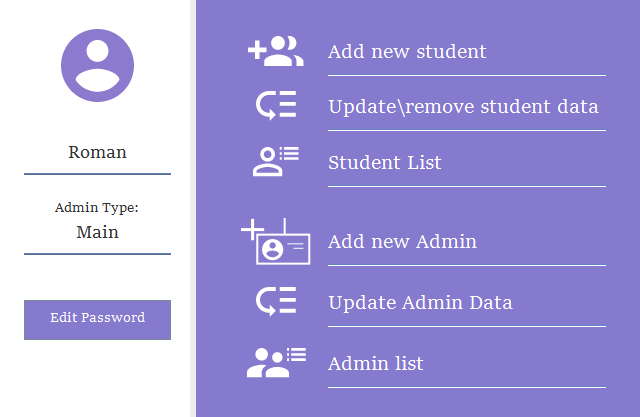 Roman
Admin Type:
Main
Edit Password
Add new student
Update\remove student data
Student List
Add new Admin
Update Admin Data
Admin list